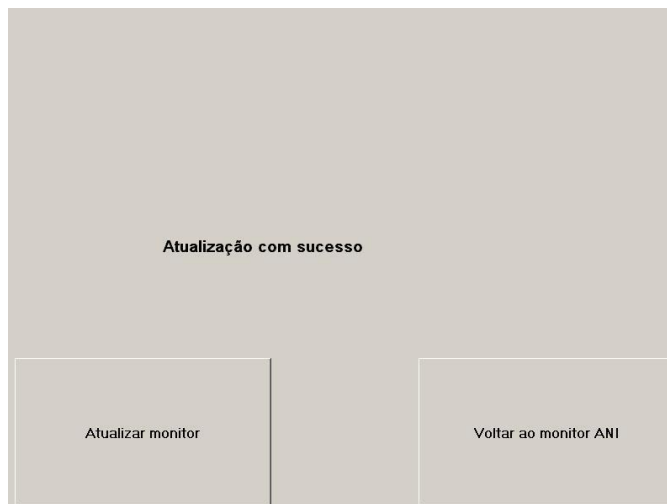 Atualização com sucesso
Atualizar monitor
Voltar ao monitor ANI